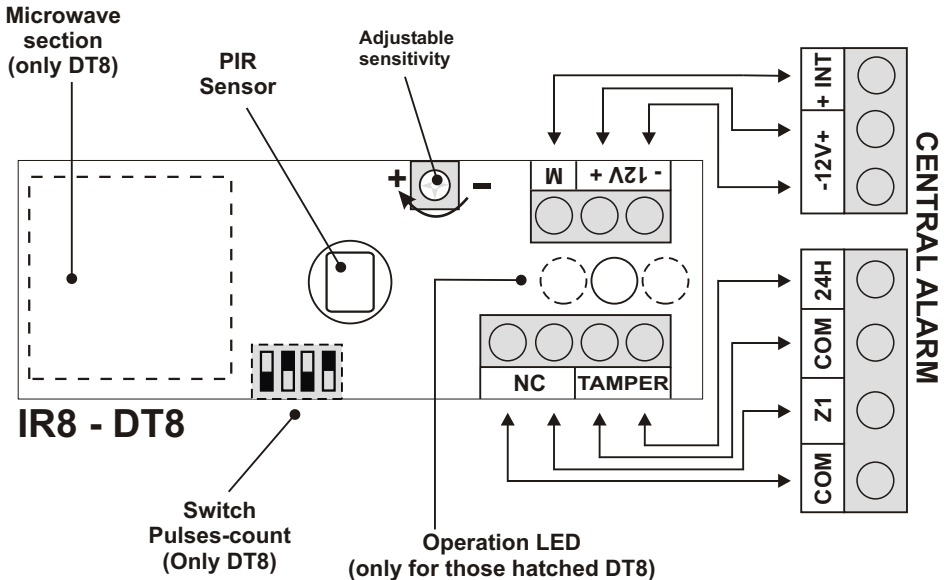 Microwave
section
(only DT8)
PIR
Sensor
Adjustable
sensitivity
+ -
M + 12V -
+ INT
-12V+
CENTRAL ALARM
24H
COM
Z1
COM
NC TAMPER
IR8 - DT8
Switch
Pulses-count
(Only DT8)
Operation LED
(only for those hatched DT8)